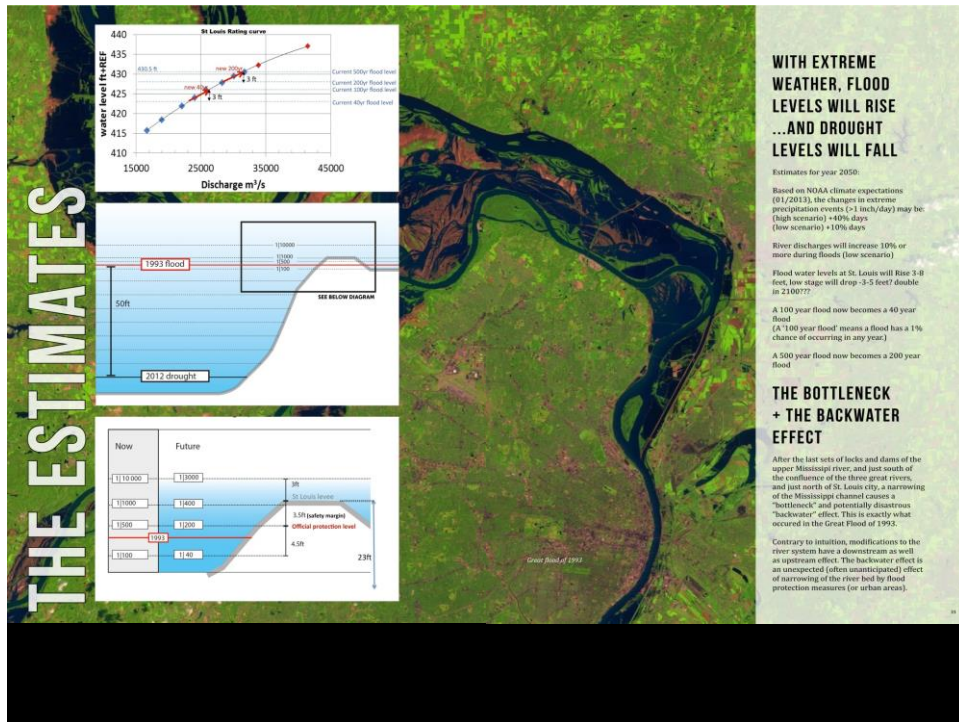 THE ESTIMATES
St Louis Rating curve
water level ft+REF
440
435
430
425
420
415
410
430.5 ft
new 200yr
3 ft
3 ft
Current 500yr flood level
Current 200yr flood level
Current 100yr flood level
Current 40yr flood level
15000
25000
35000
45000
Discharge m³/s
1|10000
1|1000
1|500
1|100
1993 flood
SEE BELOW DIAGRAM
50ft
2012 drought
Now
Future
1|10 000
1|3000
3ft
St Louis levee
1|1000
1|400
3.5ft (safety margin)
1|500
1|200
Official protection level
1993
4.5ft
1|100
1|40
23ft
Great flood of 1993
WITH EXTREME
WEATHER, FLOOD
LEVELS WILL RISE
...AND DROUGHT
LEVELS WILL FALL
Estimates for year 2050:
Based on NOAA climate expectations
(01/2013), the changes in extreme
precipitation events (>1 inch/day) may be:
(high scenario) +40% days
(low scenario) +10% days
River discharges will increase 10% or
more during floods (low scenario)
Flood water levels at St. Louis will Rise 3-8
feet, low stage will drop -3-5 feet? double
in 2100???
A 100 year flood now becomes a 40 year
flood
(A '100 year flood' means a flood has a 1%
chance of occurring in any year.)
A 500 year flood now becomes a 200 year
flood
THE BOTTLENECK
+ THE BACKWATER
EFFECT
After the last sets of locks and dams of the
upper Mississipi river, and just south of
the confluence of the three great rivers,
and just north of St. Louis city, a narrowing
of the Mississippi channel causes a
"bottleneck" and potentially disastrous
"backwater" effect. This is exactly what
occured in the Great Flood of 1993.
Contrary to intuition, modifications to the
river system have a downstream as well
as upstream effect. The backwater effect is
an unexpected (often unanticipated) effect
of narrowing of the river bed by flood
protection measures (or urban areas).